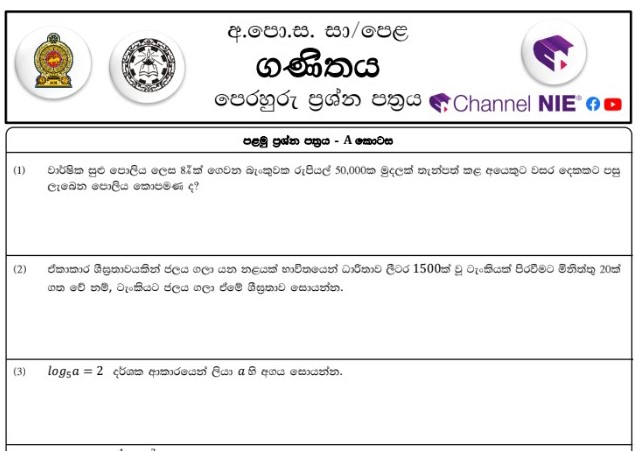 අ.පො.ස. සා/පෙළ
ගණිතය
පෙරහුරු ප්‍රශ්න පත්‍රය Channel NIE
පළමු ප්‍රශ්න පත්‍රය - A කොටස
(1) වාර්ෂික සුළු පොලිය ලෙස 8%ක් ගෙවන බැංකුවක රුපියල් 50,000ක මුදලක් තැන්පත් කළ අයෙකුට වසර දෙකකට පසු
ලැබෙන පොලිය කොපමණ ද?
(2) ඒකාකාර ශීඝ්‍රතාවයකින් ජලය ගලා යන නළයක් භාවිතයෙන් ධාරිතාව ලීටර 1500ක් වූ ටැංකියක් පිරවීමට මිනිත්තු 20ක්
ගත වේ නම්, ටැංකියට ජලය ගලා ඒමේ ශීඝ්‍රතාව සොයන්න.
(3) log₅a = 2 දර්ශක ආකාරයෙන් ලියා a හි අගය සොයන්න.